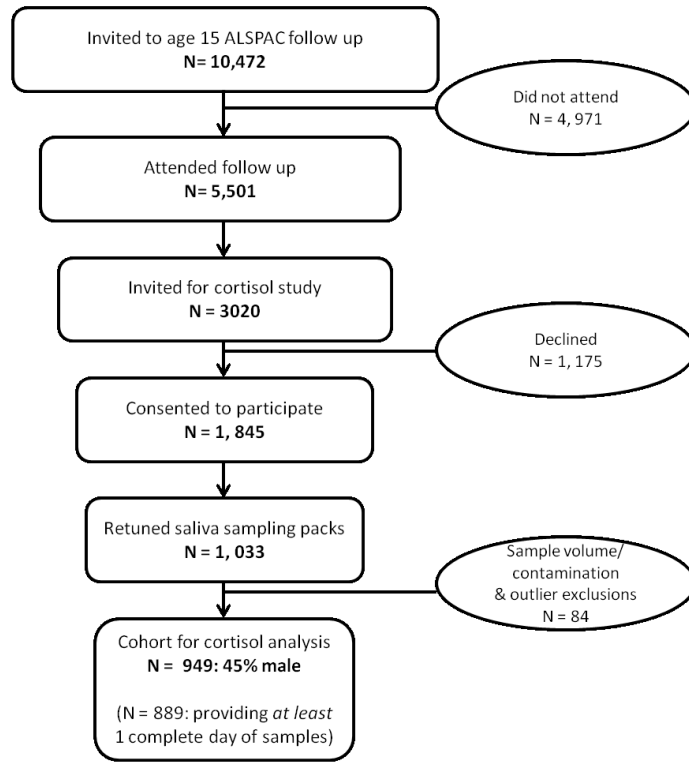 Invited to age 15 ALSPAC follow up
N= 10,472
Did not attend
N = 4, 971
Attended follow up
N= 5,501
Invited for cortisol study
N = 3020
Declined
N = 1, 175
Consented to participate
N = 1, 845
Retuned saliva sampling packs
N = 1, 033
Sample volume/
contamination
& outlier exclusions
N = 84
Cohort for cortisol analysis
N =  949: 45% male
(N = 889: providing at least
1 complete day of samples)